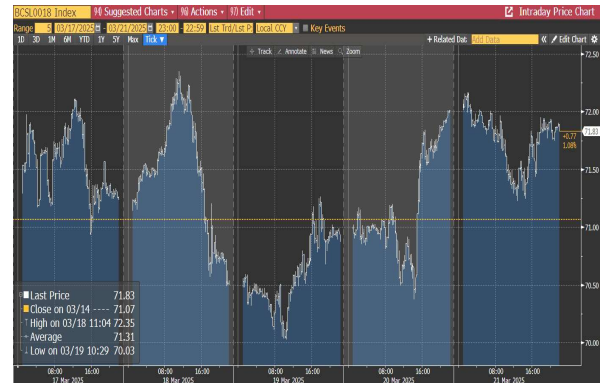 BCSL0018 Index 94) Suggested Charts 96) Actions 97) Edit Intraday Price Chart
Range 5 03/17/2025 03/21/2025 23:00 22:59 Lst Trd/Lst P Local CCY Key Events
1D 3D 1M 6M YTD 1Y 5Y Max Tick ▼ + Related Dat Add Data « Edit Chart
Track Annotate News Zoom
72.50
72.00
71.83
+0.77
1.08%
71.50
71.00
70.50
70.00
Last Price 71.83
Close on 03/14 ---- 71.07
High on 03/18 11:04 72.35
Average 71.31
Low on 03/19 10:29 70.03
08:00 16:00 08:00 16:00 08:00 16:00 08:00 16:00 08:00 16:00
17 Mar 2025 18 Mar 2025 19 Mar 2025 20 Mar 2025 21 Mar 2025